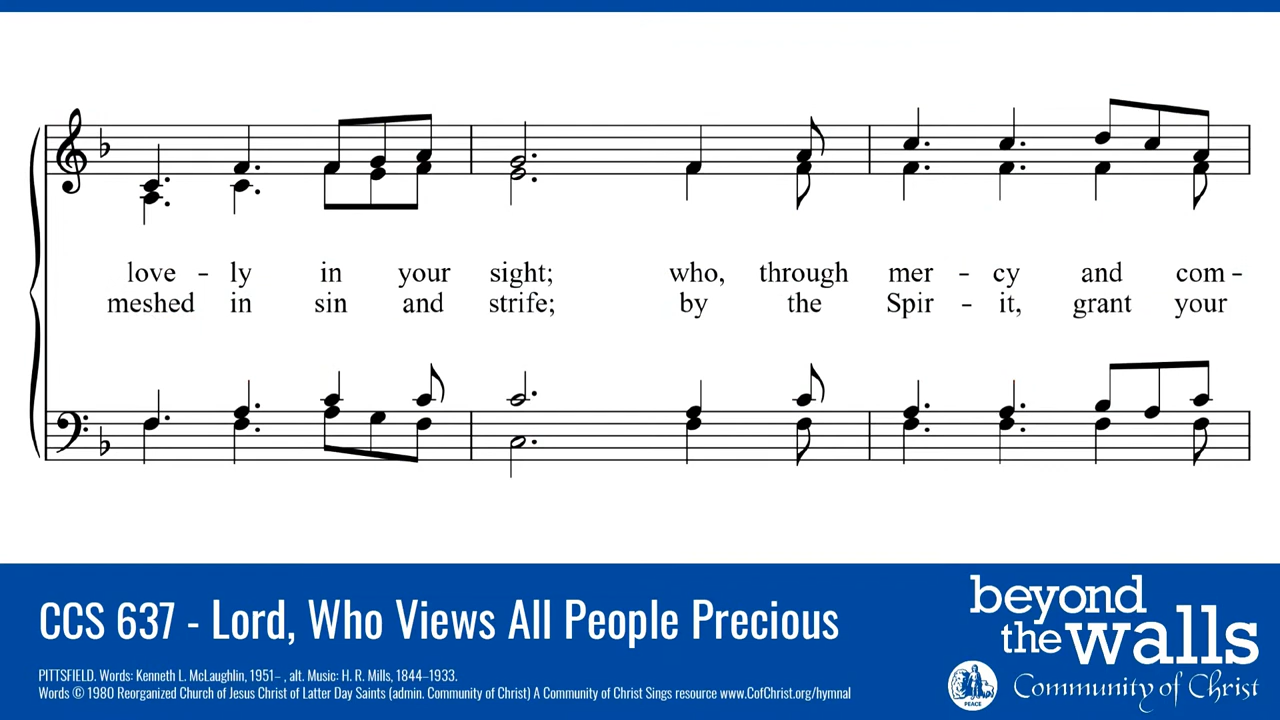 love - ly in your sight; who, through mer - cy and com -
meshed in sin and strife; by the Spir - it, grant your
CCS 637 - Lord, Who Views All People Precious
PITTSFIELD. Words: Kenneth L. McLaughlin, 1951– , alt. Music: H. R. Mills, 1844–1933.
Words © 1980 Reorganized Church of Jesus Christ of Latter Day Saints (admin. Community of Christ) A Community of Christ Sings resource www.CofChrist.org/hymnal
beyond
the walls
PEACE
Community of Christ